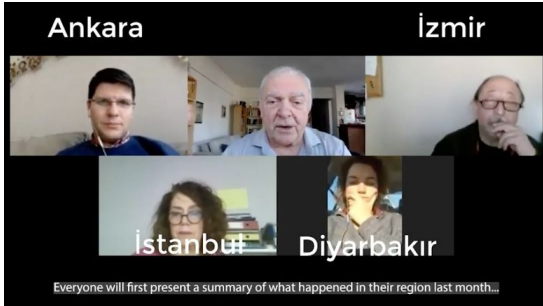 Ankara
İzmir
İstanbul
Diyarbakır
Everyone will first present a summary of what happened in their region last month...